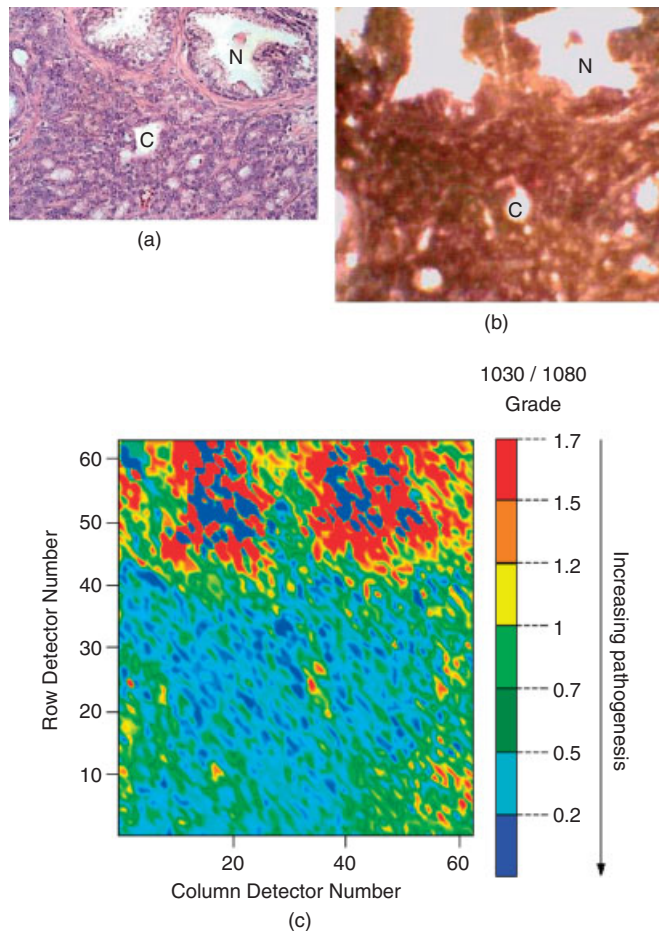 N
C
(a)
N
C
(b)
1030 / 1080
Grade
1.7
1.5
1.2
1
0.7
0.5
0.2
Increasing pathogenesis
60
50
40
30
20
10
Row Detector Number
20
40
60
Column Detector Number
(c)